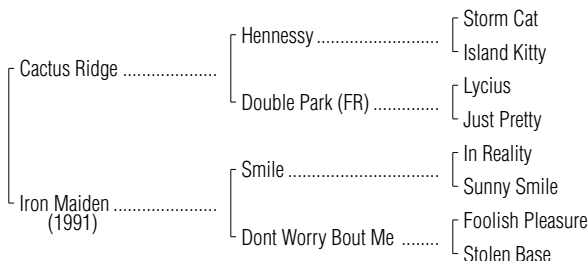 Storm Cat
Hennessy
Island Kitty
Cactus Ridge
Lycius
Double Park (FR)
Just Pretty
In Reality
Smile
Sunny Smile
Iron Maiden
(1991)
Foolish Pleasure
Dont Worry Bout Me
Stolen Base